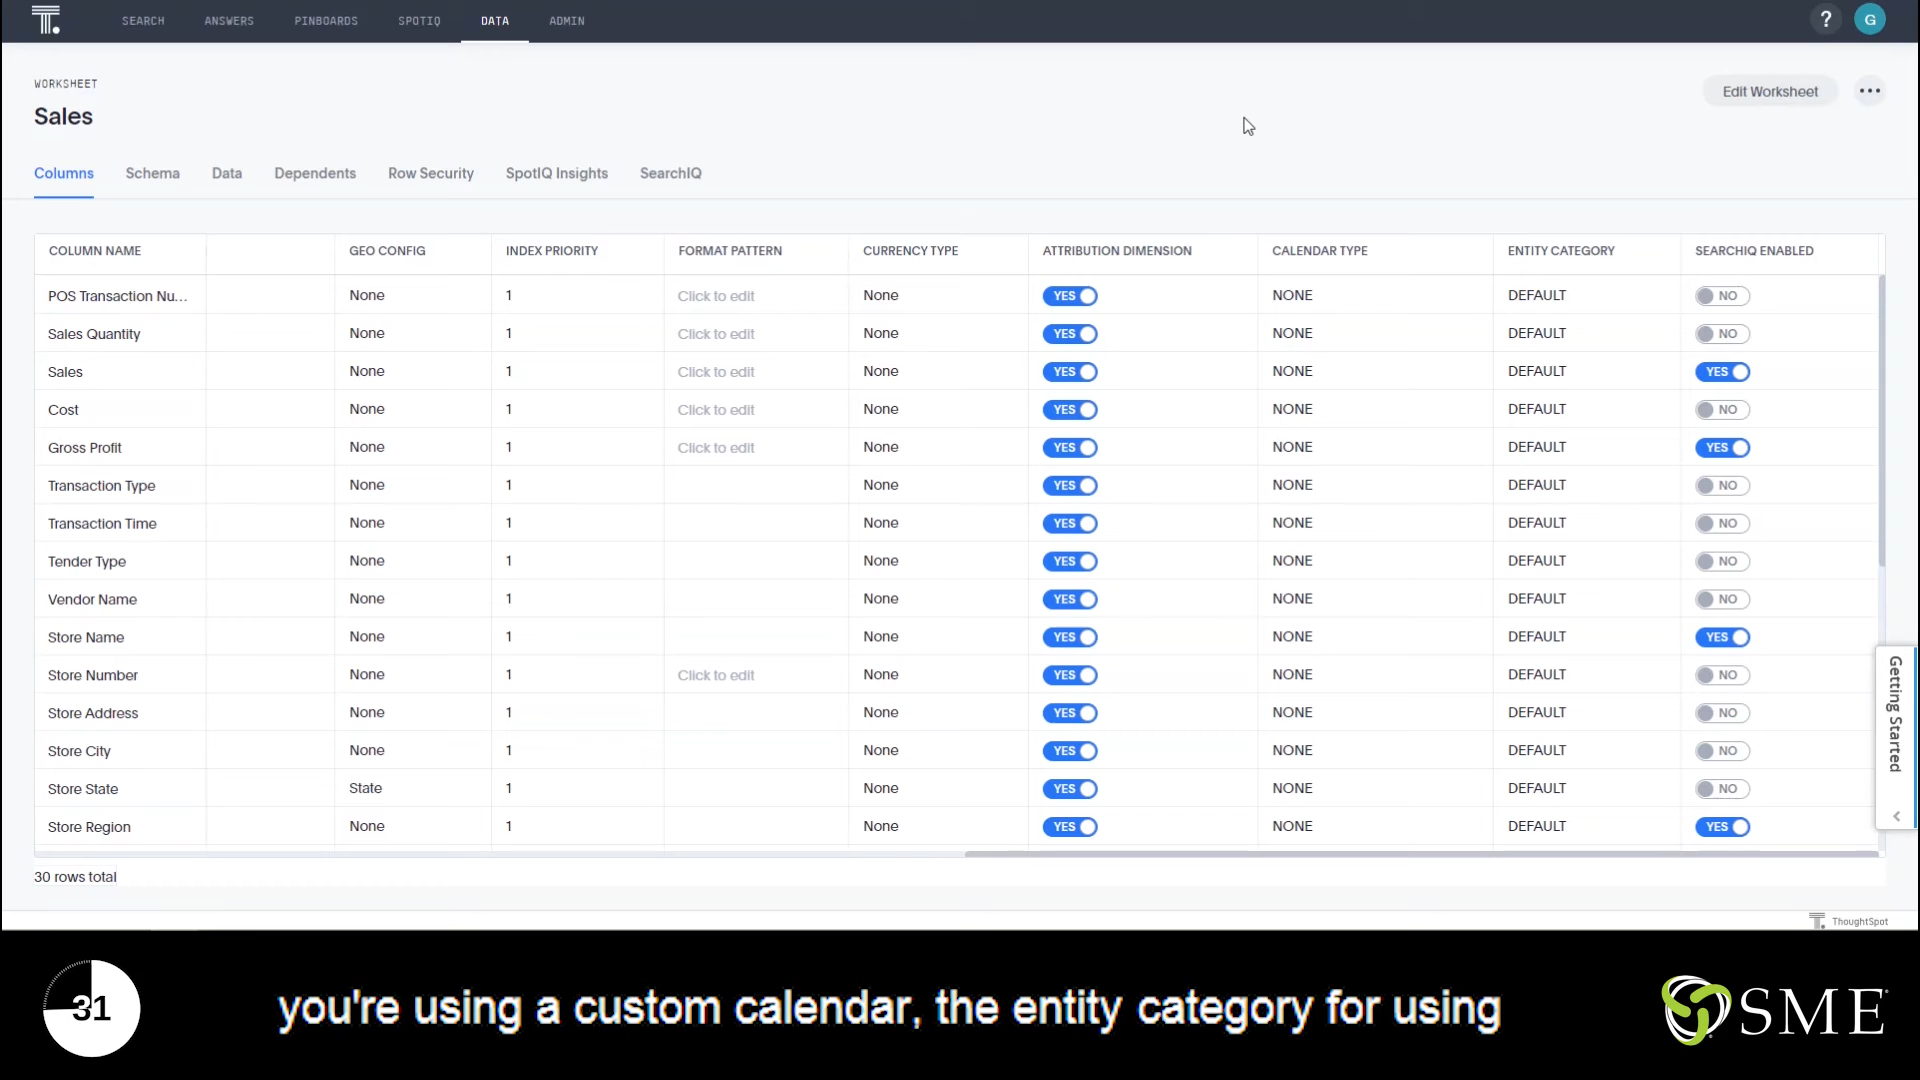 T.
SEARCH ANSWERS PINBOARDS SPOTIQ DATA ADMIN ? G
WORKSHEET
Sales
Edit Worksheet •••
Columns Schema Data Dependents Row Security SpotIQ Insights SearchIQ
COLUMN NAME GEO CONFIG INDEX PRIORITY FORMAT PATTERN CURRENCY TYPE ATTRIBUTION DIMENSION CALENDAR TYPE ENTITY CATEGORY SEARCHIQ ENABLED
POS Transaction Nu... None 1 Click to edit None YES NONE DEFAULT NO
Sales Quantity None 1 Click to edit None YES NONE DEFAULT NO
Sales None 1 Click to edit None YES NONE DEFAULT YES
Cost None 1 Click to edit None YES NONE DEFAULT NO
Gross Profit None 1 Click to edit None YES NONE DEFAULT YES
Transaction Type None 1 None YES NONE DEFAULT NO
Transaction Time None 1 None YES NONE DEFAULT NO
Tender Type None 1 None YES NONE DEFAULT NO
Vendor Name None 1 None YES NONE DEFAULT NO
Store Name None 1 None YES NONE DEFAULT YES
Store Number None 1 Click to edit None YES NONE DEFAULT NO
Store Address None 1 None YES NONE DEFAULT NO
Store City None 1 None YES NONE DEFAULT NO
Store State State 1 None YES NONE DEFAULT NO
Store Region None 1 None YES NONE DEFAULT YES
Getting Started
30 rows total
ThoughtSpot
31
you're using a custom calendar, the entity category for using
SME